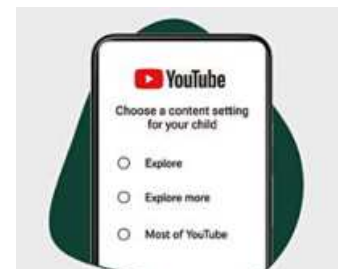 YouTube
Choose a content setting
for your child
Explore
Explore more
Most of YouTube